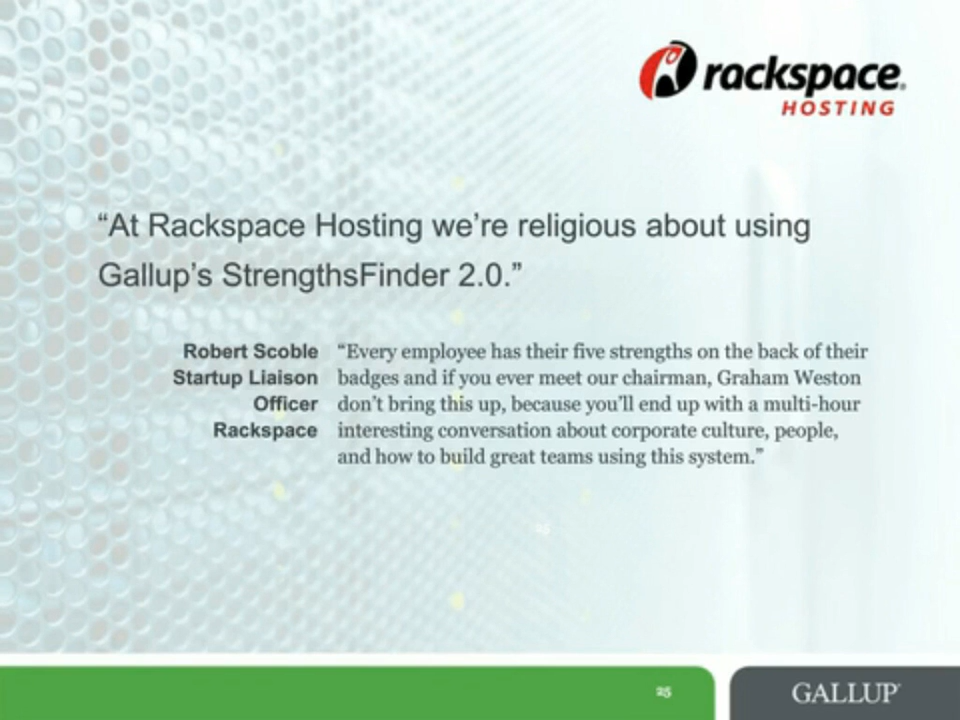 rackspace®
HOSTING
“At Rackspace Hosting we’re religious about using
Gallup’s StrengthsFinder 2.0.”
Robert Scoble
Startup Liaison
Officer
Rackspace
“Every employee has their five strengths on the back of their
badges and if you ever meet our chairman, Graham Weston
don’t bring this up, because you’ll end up with a multi-hour
interesting conversation about corporate culture, people,
and how to build great teams using this system.”
25
25
GALLUP®